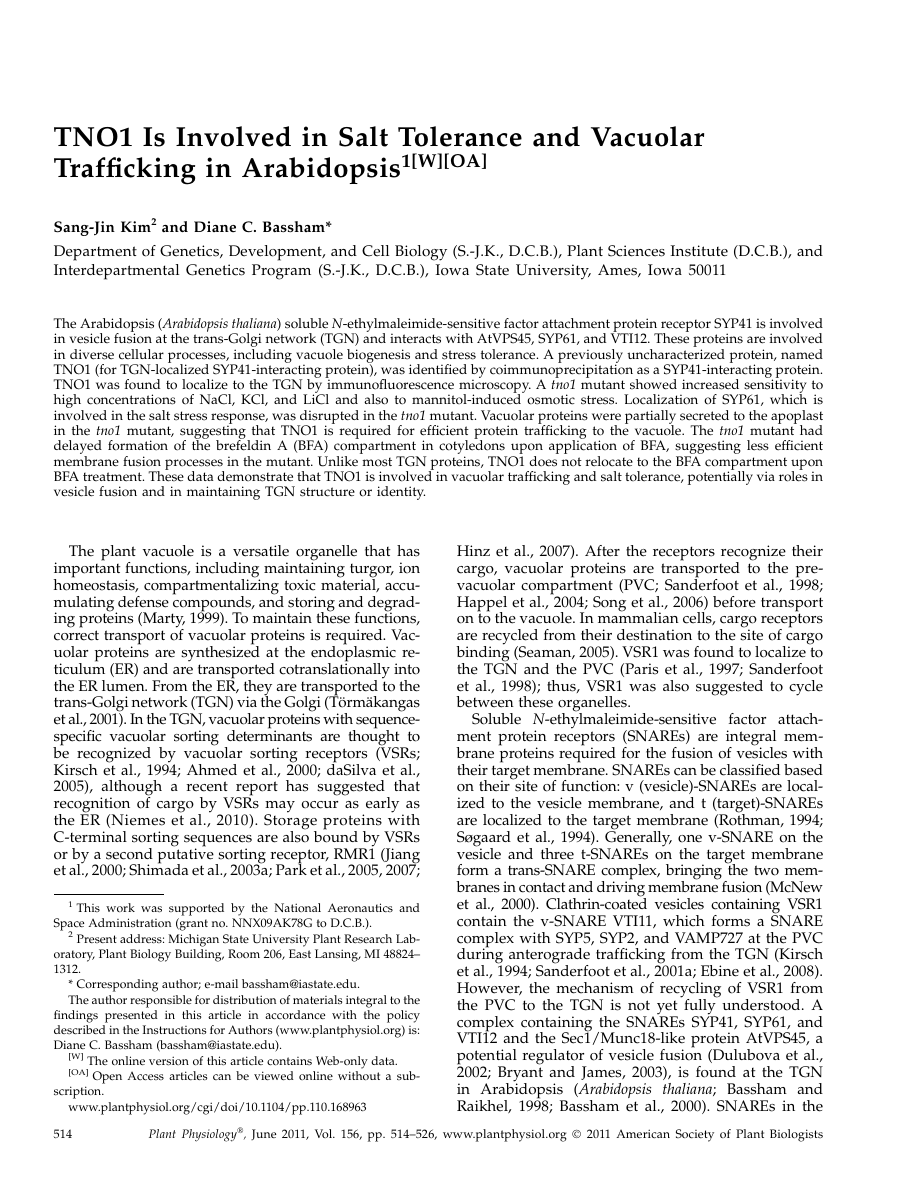 TNO1 Is Involved in Salt Tolerance and Vacuolar
Trafficking in Arabidopsis1[W][OA]
Sang-Jin Kim2 and Diane C. Bassham*
Department of Genetics, Development, and Cell Biology (S.-J.K., D.C.B.), Plant Sciences Institute (D.C.B.), and
Interdepartmental Genetics Program (S.-J.K., D.C.B.), Iowa State University, Ames, Iowa 50011
The Arabidopsis (Arabidopsis thaliana) soluble N-ethylmaleimide-sensitive factor attachment protein receptor SYP41 is involved
in vesicle fusion at the trans-Golgi network (TGN) and interacts with AtVPS45, SYP61, and VTI12. These proteins are involved
in diverse cellular processes, including vacuole biogenesis and stress tolerance. A previously uncharacterized protein, named
TNO1 (for TGN-localized SYP41-interacting protein), was identified by coimmunoprecipitation as a SYP41-interacting protein.
TNO1 was found to localize to the TGN by immunofluorescence microscopy. A tno1 mutant showed increased sensitivity to
high concentrations of NaCl, KCl, and LiCl and also to mannitol-induced osmotic stress. Localization of SYP61, which is
involved in the salt stress response, was disrupted in the tno1 mutant. Vacuolar proteins were partially secreted to the apoplast
in the tno1 mutant, suggesting that TNO1 is required for efficient protein trafficking to the vacuole. The tno1 mutant had
delayed formation of the brefeldin A (BFA) compartment in cotyledons upon application of BFA, suggesting less efficient
membrane fusion processes in the mutant. Unlike most TGN proteins, TNO1 does not relocate to the BFA compartment upon
BFA treatment. These data demonstrate that TNO1 is involved in vacuolar trafficking and salt tolerance, potentially via roles in
vesicle fusion and in maintaining TGN structure or identity.
The plant vacuole is a versatile organelle that has
important functions, including maintaining turgor, ion
homeostasis, compartmentalizing toxic material, accu-
mulating defense compounds, and storing and degrad-
ing proteins (Marty, 1999). To maintain these functions,
correct transport of vacuolar proteins is required. Vac-
uolar proteins are synthesized at the endoplasmic re-
ticulum (ER) and are transported cotranslationally into
the ER lumen. From the ER, they are transported to the
trans-Golgi network (TGN) via the Golgi (Törmäkangas
et al., 2001). In the TGN, vacuolar proteins with sequence-
specific vacuolar sorting determinants are thought to
be recognized by vacuolar sorting receptors (VSRs;
Kirsch et al., 1994; Ahmed et al., 2000; daSilva et al.,
2005), although a recent report has suggested that
recognition of cargo by VSRs may occur as early as
the ER (Niemes et al., 2010). Storage proteins with
C-terminal sorting sequences are also bound by VSRs
or by a second putative sorting receptor, RMR1 (Jiang
et al., 2000; Shimada et al., 2003a; Park et al., 2005, 2007;
1 This work was supported by the National Aeronautics and
Space Administration (grant no. NNX09AK78G to D.C.B.).
2 Present address: Michigan State University Plant Research Lab-
oratory, Plant Biology Building, Room 206, East Lansing, MI 48824–
1312.
* Corresponding author; e-mail bassham@iastate.edu.
The author responsible for distribution of materials integral to the
findings presented in this article in accordance with the policy
described in the Instructions for Authors (www.plantphysiol.org) is:
Diane C. Bassham (bassham@iastate.edu).
[W] The online version of this article contains Web-only data.
[OA] Open Access articles can be viewed online without a sub-
scription.
www.plantphysiol.org/cgi/doi/10.1104/pp.110.168963
Hinz et al., 2007). After the receptors recognize their
cargo, vacuolar proteins are transported to the pre-
vacuolar compartment (PVC; Sanderfoot et al., 1998;
Happel et al., 2004; Song et al., 2006) before transport
on to the vacuole. In mammalian cells, cargo receptors
are recycled from their destination to the site of cargo
binding (Seaman, 2005). VSR1 was found to localize to
the TGN and the PVC (Paris et al., 1997; Sanderfoot
et al., 1998); thus, VSR1 was also suggested to cycle
between these organelles.
Soluble N-ethylmaleimide-sensitive factor attach-
ment protein receptors (SNAREs) are integral mem-
brane proteins required for the fusion of vesicles with
their target membrane. SNAREs can be classified based
on their site of function: v (vesicle)-SNAREs are local-
ized to the vesicle membrane, and t (target)-SNAREs
are localized to the target membrane (Rothman, 1994;
Søgaard et al., 1994). Generally, one v-SNARE on the
vesicle and three t-SNAREs on the target membrane
form a trans-SNARE complex, bringing the two mem-
branes in contact and driving membrane fusion (McNew
et al., 2000). Clathrin-coated vesicles containing VSR1
contain the v-SNARE VTI11, which forms a SNARE
complex with SYP5, SYP2, and VAMP727 at the PVC
during anterograde trafficking from the TGN (Kirsch
et al., 1994; Sanderfoot et al., 2001a; Ebine et al., 2008).
However, the mechanism of recycling of VSR1 from
the PVC to the TGN is not yet fully understood. A
complex containing the SNAREs SYP41, SYP61, and
VTI12 and the Sec1/Munc18-like protein AtVPS45, a
potential regulator of vesicle fusion (Dulubova et al.,
2002; Bryant and James, 2003), is found at the TGN
in Arabidopsis (Arabidopsis thaliana; Bassham and
Raikhel, 1998; Bassham et al., 2000). SNAREs in the
514 Plant Physiology®, June 2011, Vol. 156, pp. 514–526, www.plantphysiol.org © 2011 American Society of Plant Biologists